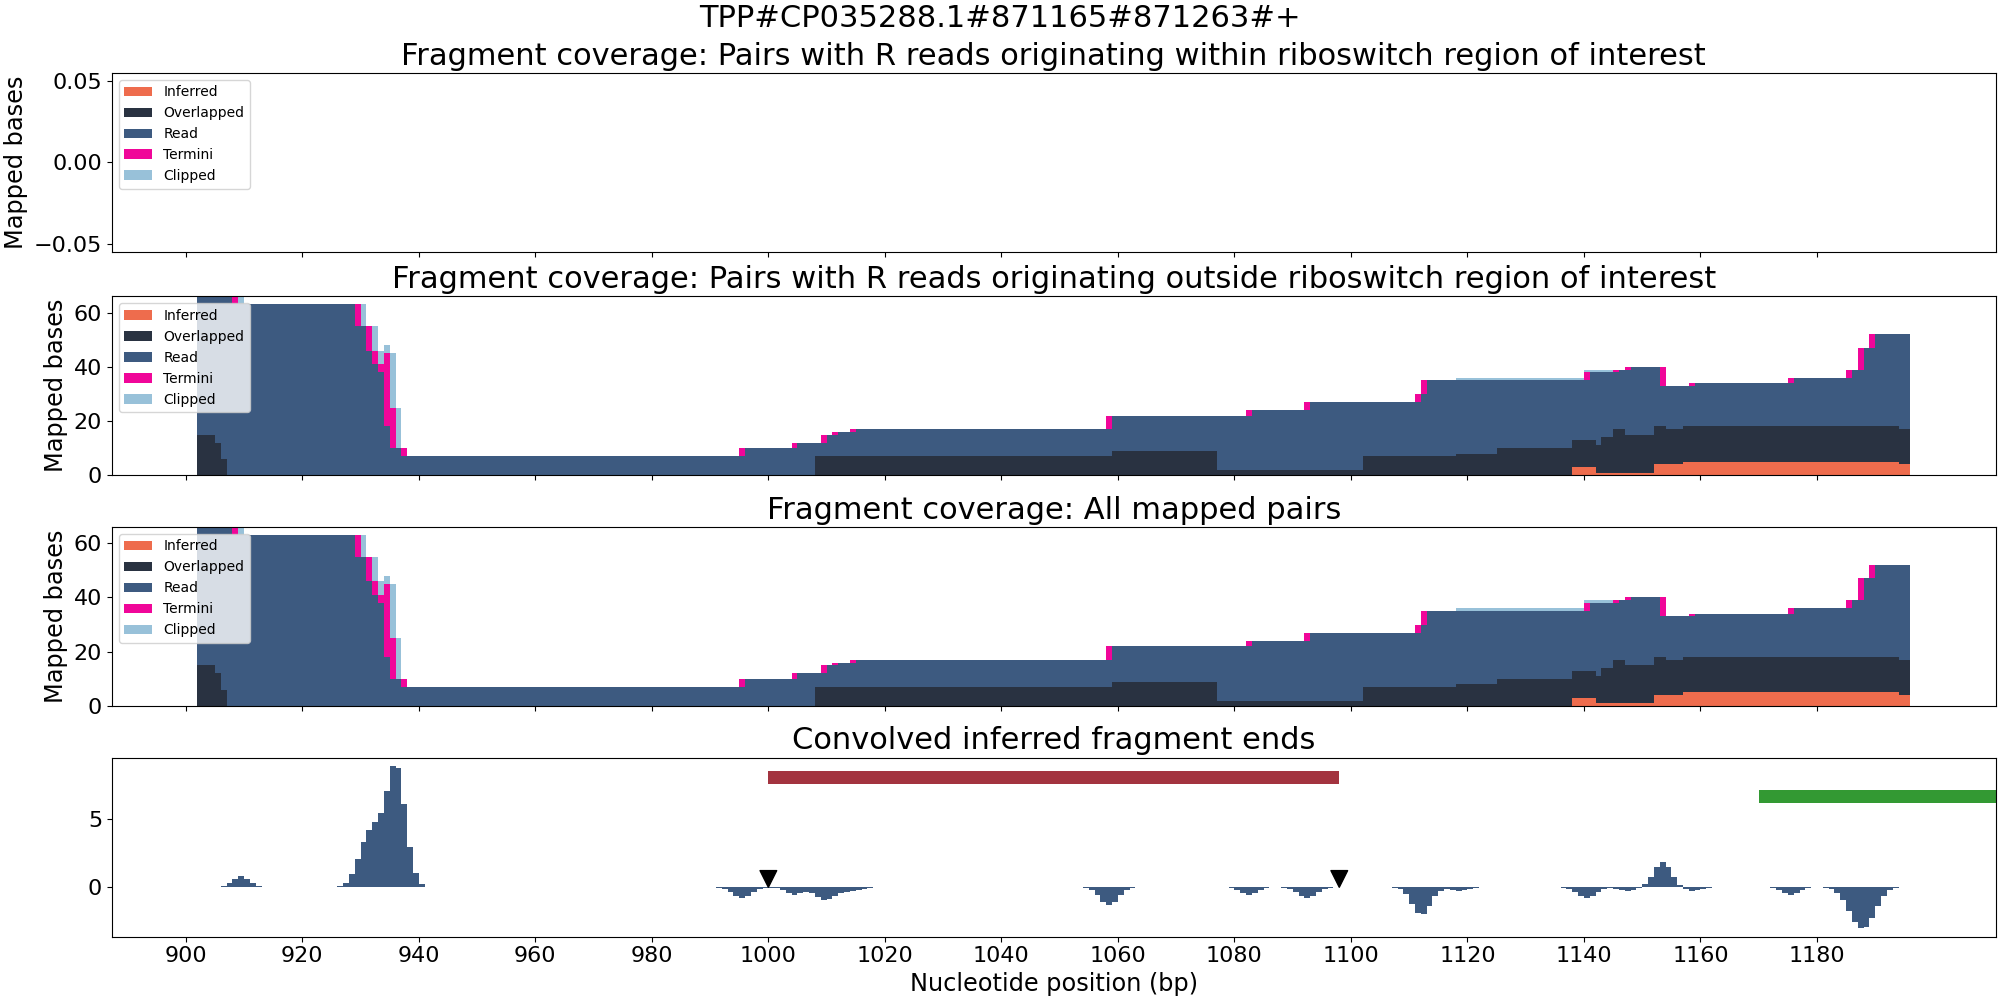 TPP#CP035288.1#871165#871263#+
Fragment coverage: Pairs with R reads originating within riboswitch region of interest
Mapped bases
0.05
0.00
−0.05
Inferred
Overlapped
Read
Termini
Clipped
Fragment coverage: Pairs with R reads originating outside riboswitch region of interest
Mapped bases
60
40
20
0
Inferred
Overlapped
Read
Termini
Clipped
Fragment coverage: All mapped pairs
Mapped bases
60
40
20
0
Inferred
Overlapped
Read
Termini
Clipped
Convolved inferred fragment ends
5
0
900 920 940 960 980 1000 1020 1040 1060 1080 1100 1120 1140 1160 1180
Nucleotide position (bp)